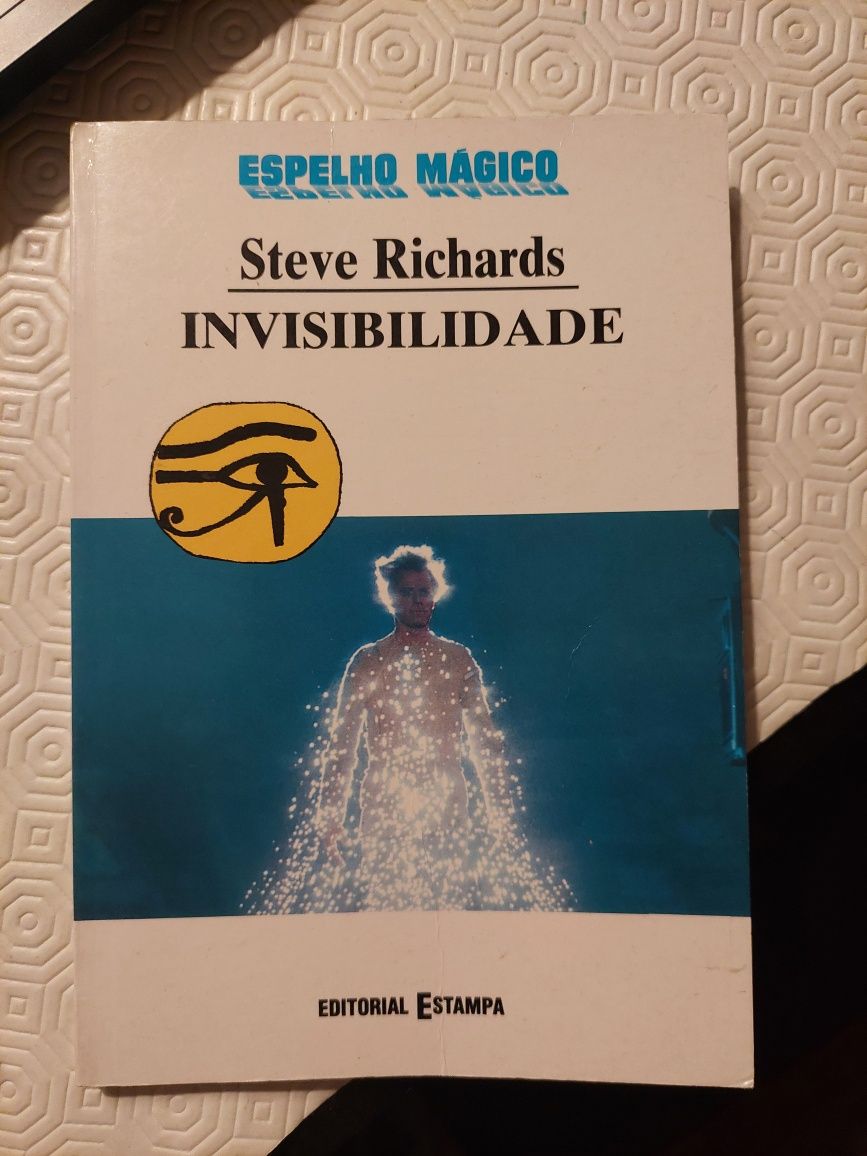 ESPELHO MÁGICO
Steve Richards
INVISIBILIDADE
EDITORIAL ESTAMPA